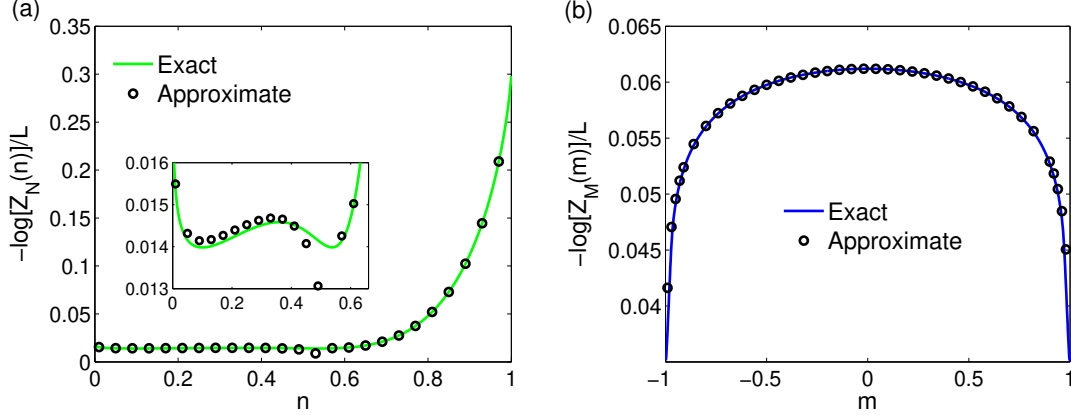 (a)
0.35
0.3
0.25
0.2
0.15
0.1
0.05
0
0 0.2 0.4 0.6 0.8 1
n
-log[Z_N(n)]/L
Exact
Approximate
0.016
0.015
0.014
0.013
0 0.2 0.4 0.6
(b)
0.065
0.06
0.055
0.05
0.045
0.04
−1 −0.5 0 0.5 1
m
-log[Z_M(m)]/L
Exact
Approximate